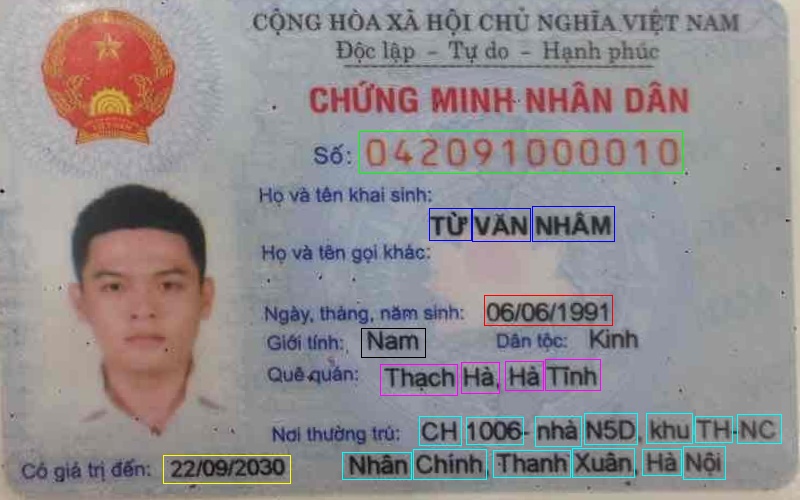 CỘNG HÒA XÃ HỘI CHỦ NGHĨA VIỆT NAM
Độc lập - Tự do - Hạnh phúc
CHỨNG MINH NHÂN DÂN
Số: 042091000010
Họ và tên khai sinh:
TỪ VĂN NHÂM
Họ và tên gọi khác:
Ngày, tháng, năm sinh: 06/06/1991
Giới tính: Nam Dân tộc: Kinh
Quê quán: Thạch Hà, Hà Tĩnh
Nơi thường trú: CH 1006- nhà N5D, khu TH-NC
Nhân Chính, Thanh Xuân, Hà Nội
Có giá trị đến: 22/09/2030